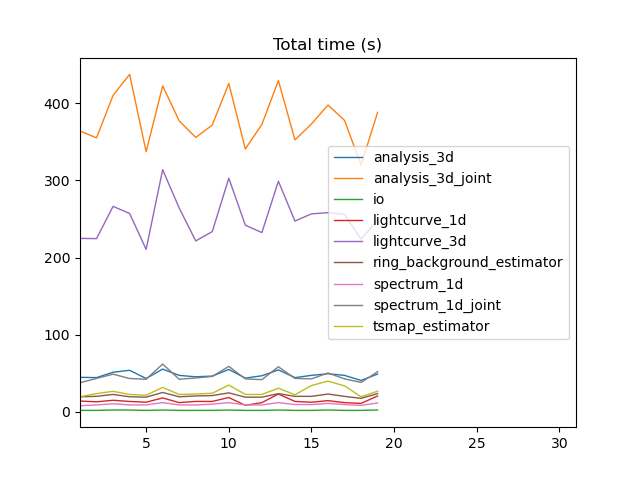 Total time (s)
400
300
200
100
0
analysis_3d
analysis_3d_joint
io
lightcurve_1d
lightcurve_3d
ring_background_estimator
spectrum_1d
spectrum_1d_joint
tsmap_estimator
5 10 15 20 25 30